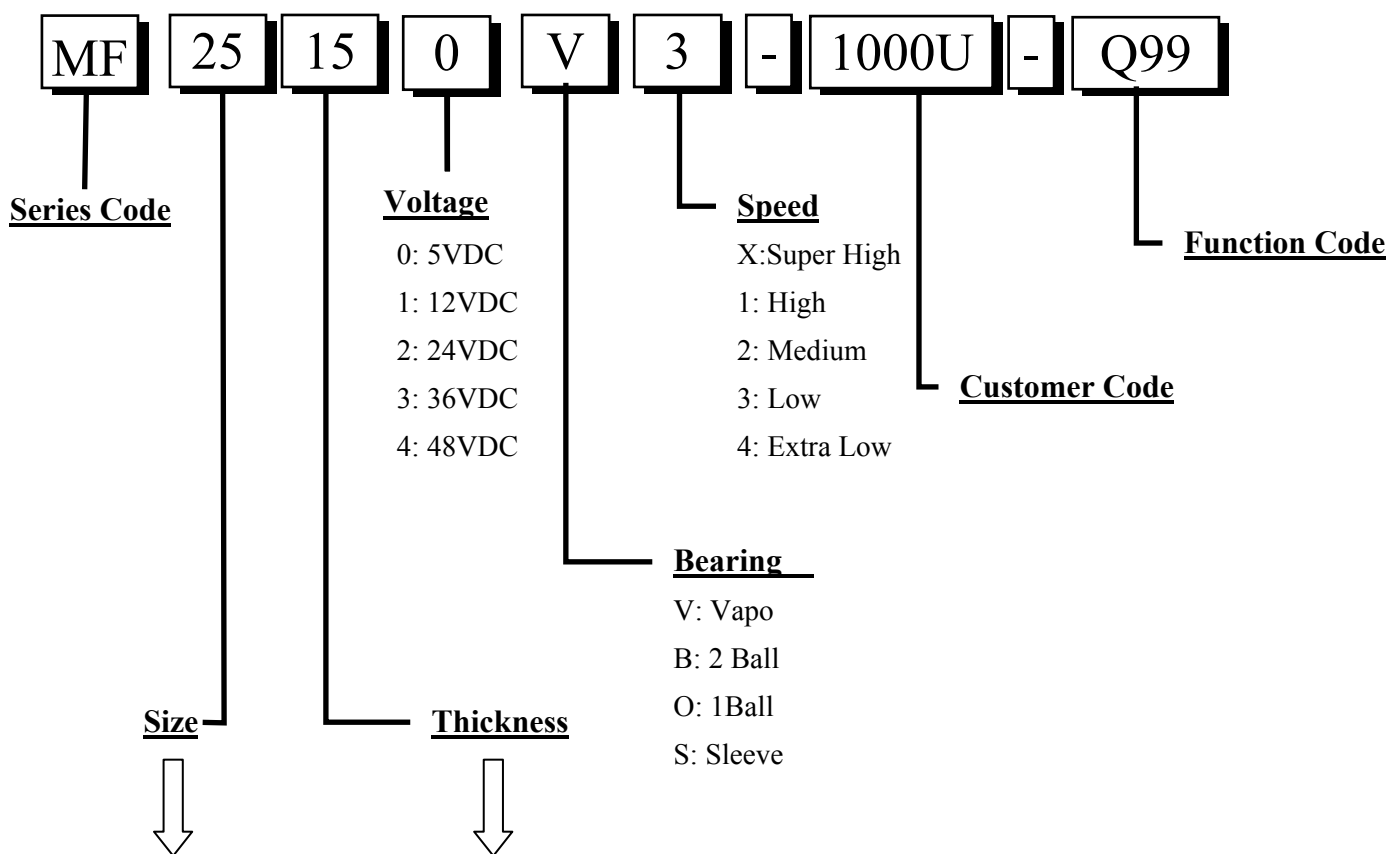 MF 25 15 0 V 3 - 1000U - Q99
Series Code
Voltage
0: 5VDC
1: 12VDC
2: 24VDC
3: 36VDC
4: 48VDC
Speed
X:Super High
1: High
2: Medium
3: Low
4: Extra Low
Function Code
Customer Code
Bearing
V: Vapo
B: 2 Ball
O: 1Ball
S: Sleeve
Size
Thickness